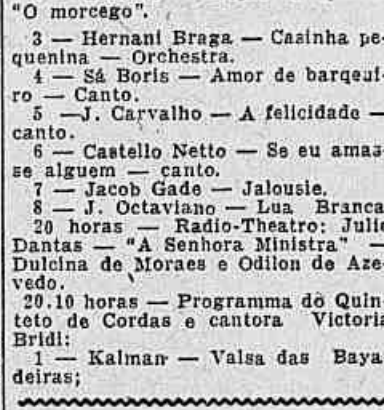 "O morcego".
3 — Hernani Braga — Casinha pe-
quenina — Orchestra.
4 — Sá Boris — Amor de barqeui-
ro — Canto.
5 —J. Carvalho — A felicidade —
canto.
6 — Castello Netto — Se eu amas-
se alguem — canto.
7 — Jacob Gade — Jalousie.
8 — J. Octaviano — Lua Branca
20 horas — Radio-Theatro: Julio
Dantas — "A Senhora Ministra" —
Dulcina de Moraes e Odilon de Aze-
vedo.
20.10 horas — Programma do Quin-
teto de Cordas e cantora Victoria
Bridi:
1 — Kalman — Valsa das Baya
deiras;